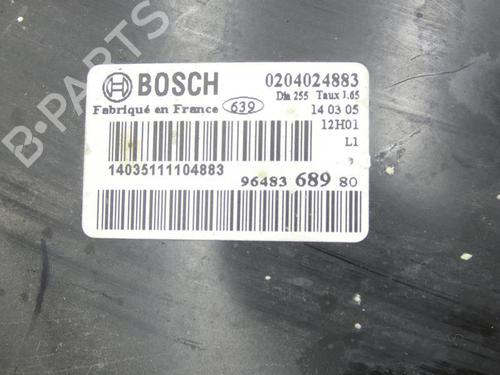 B-PARTS
BOSCH 0204024883
Dia 255 Taux 1.65
Fabriqué en France 639 14 03 05
12H01
L1
14035111104883
96483 689 80